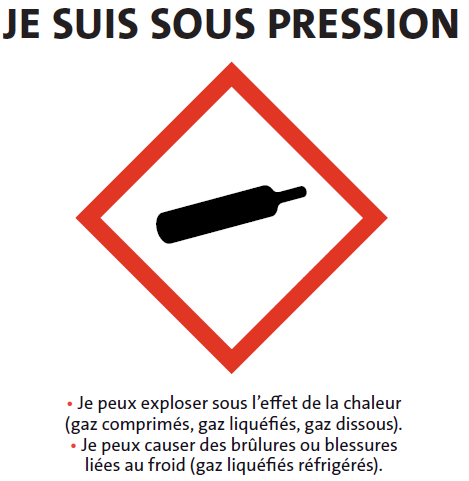 JE SUIS SOUS PRESSION
• Je peux exploser sous l’effet de la chaleur
(gaz comprimés, gaz liquéfiés, gaz dissous).
• Je peux causer des brûlures ou blessures
liées au froid (gaz liquéfiés réfrigérés).